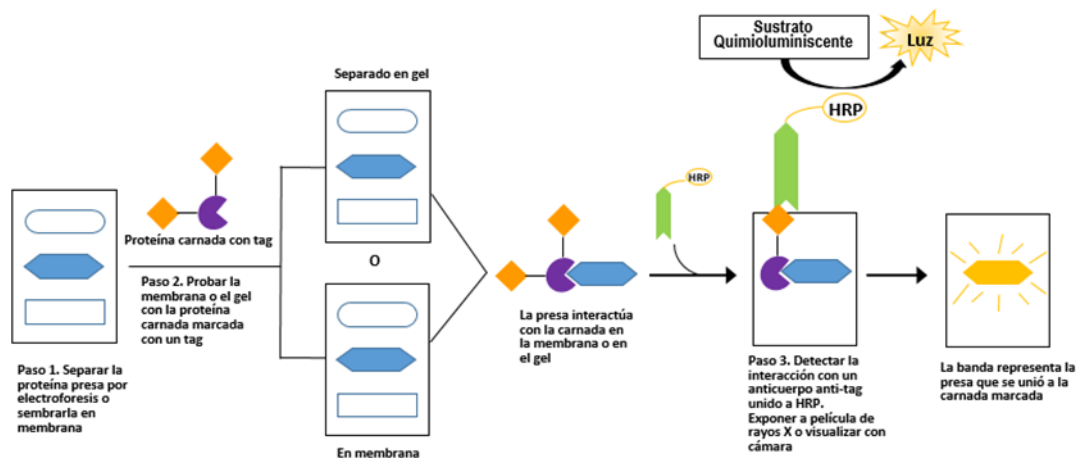 Paso 1. Separar la
proteína presa por
electroforesis o
sembrarla en
membrana
Proteína carnada con tag
Paso 2. Probar la
membrana o el gel
con la proteína
carnada marcada
con un tag
Separado en gel
O
En membrana
La presa interactúa
con la carnada en
la membrana o en
el gel
HRP
Sustrato
Quimioluminiscente
Luz
HRP
Paso 3. Detectar la
interacción con un
anticuerpo anti-tag
unido a HRP.
Exponer a película de
rayos X o visualizar con
cámara
La banda representa la
presa que se unió a la
carnada marcada